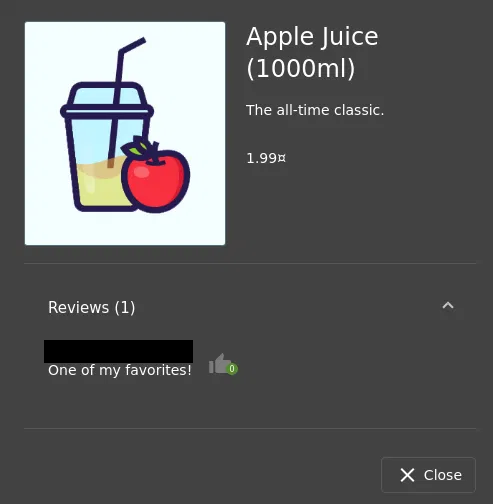 Apple Juice
(1000ml)
The all-time classic.
1.99¤
Reviews (1)
One of my favorites!
0
Close